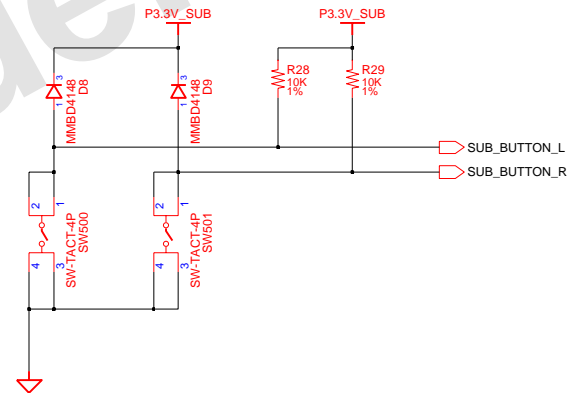 P3.3V_SUB
P3.3V_SUB
3
1
MMBD4148
D8
3
1
MMBD4148
D9
R28
10K
1%
R29
10K
1%
SUB_BUTTON_L
SUB_BUTTON_R
2
1
4
3
SW-TACT-4P
SW500
2
1
4
3
SW-TACT-4P
SW501